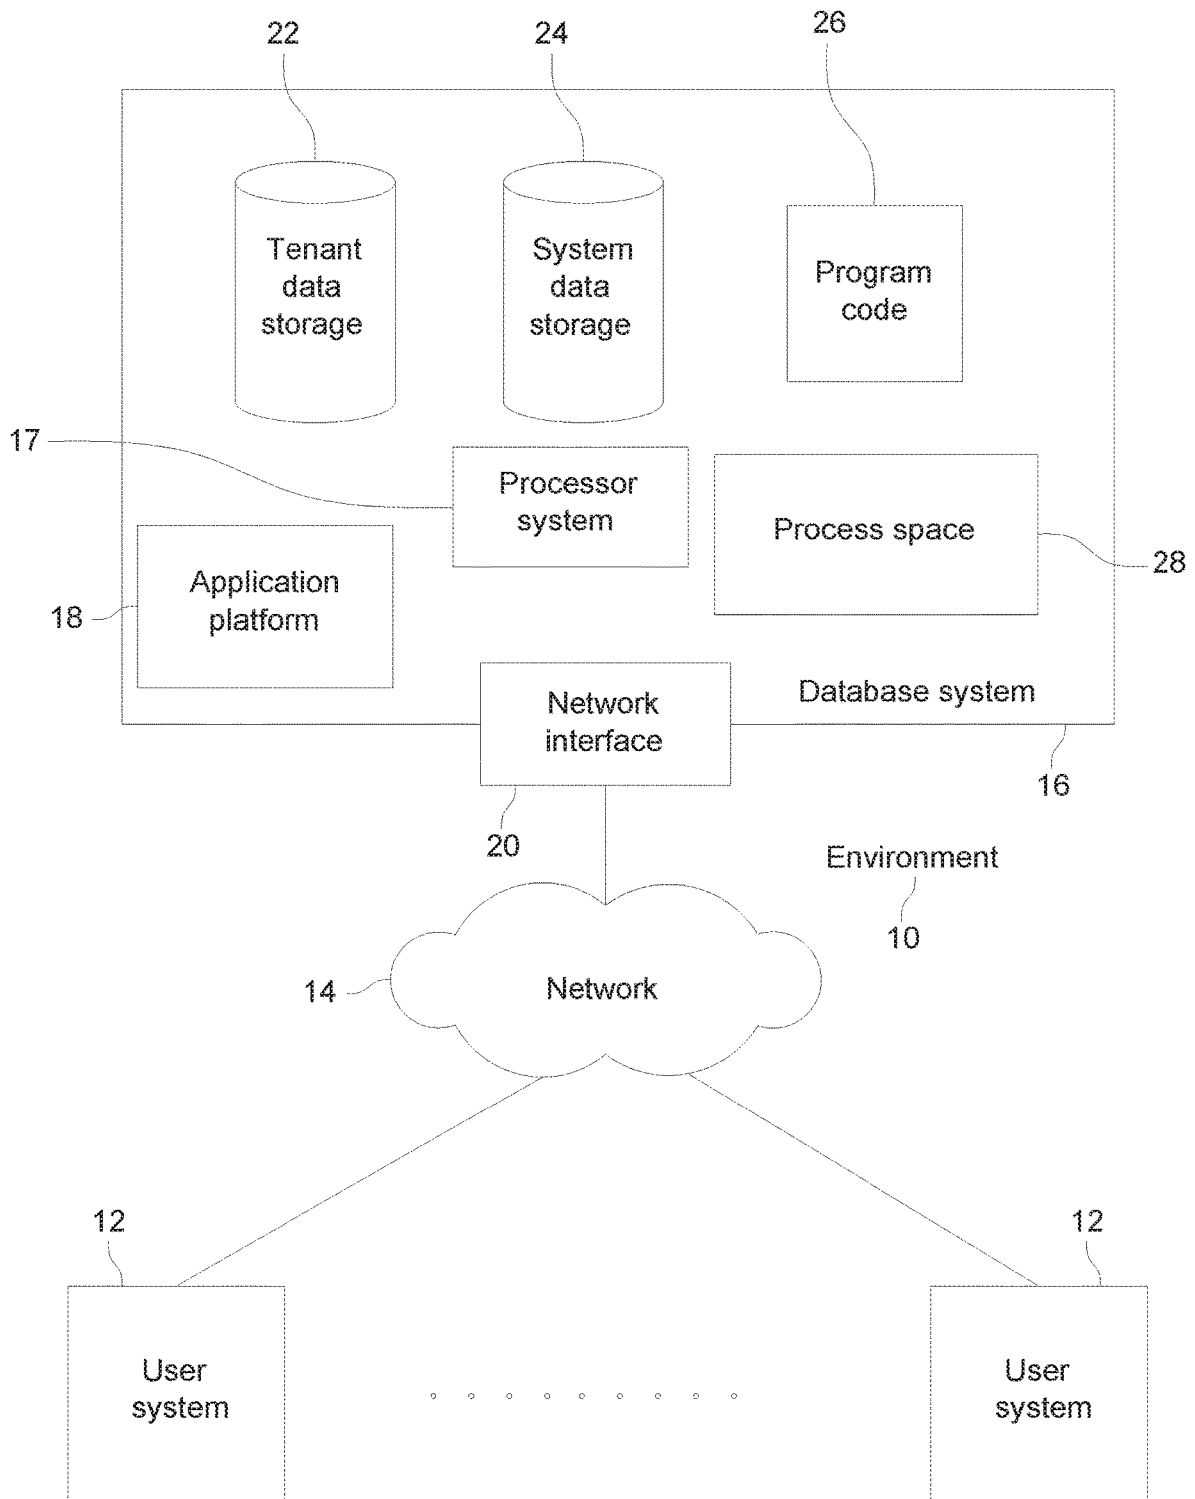 22
24
26
Tenant
data
storage
System
data
storage
Program
code
17
Processor
system
Process space
28
Application
platform
18
Network
interface
Database system
16
20
Environment
10
14
Network
12
12
User
system
User
system